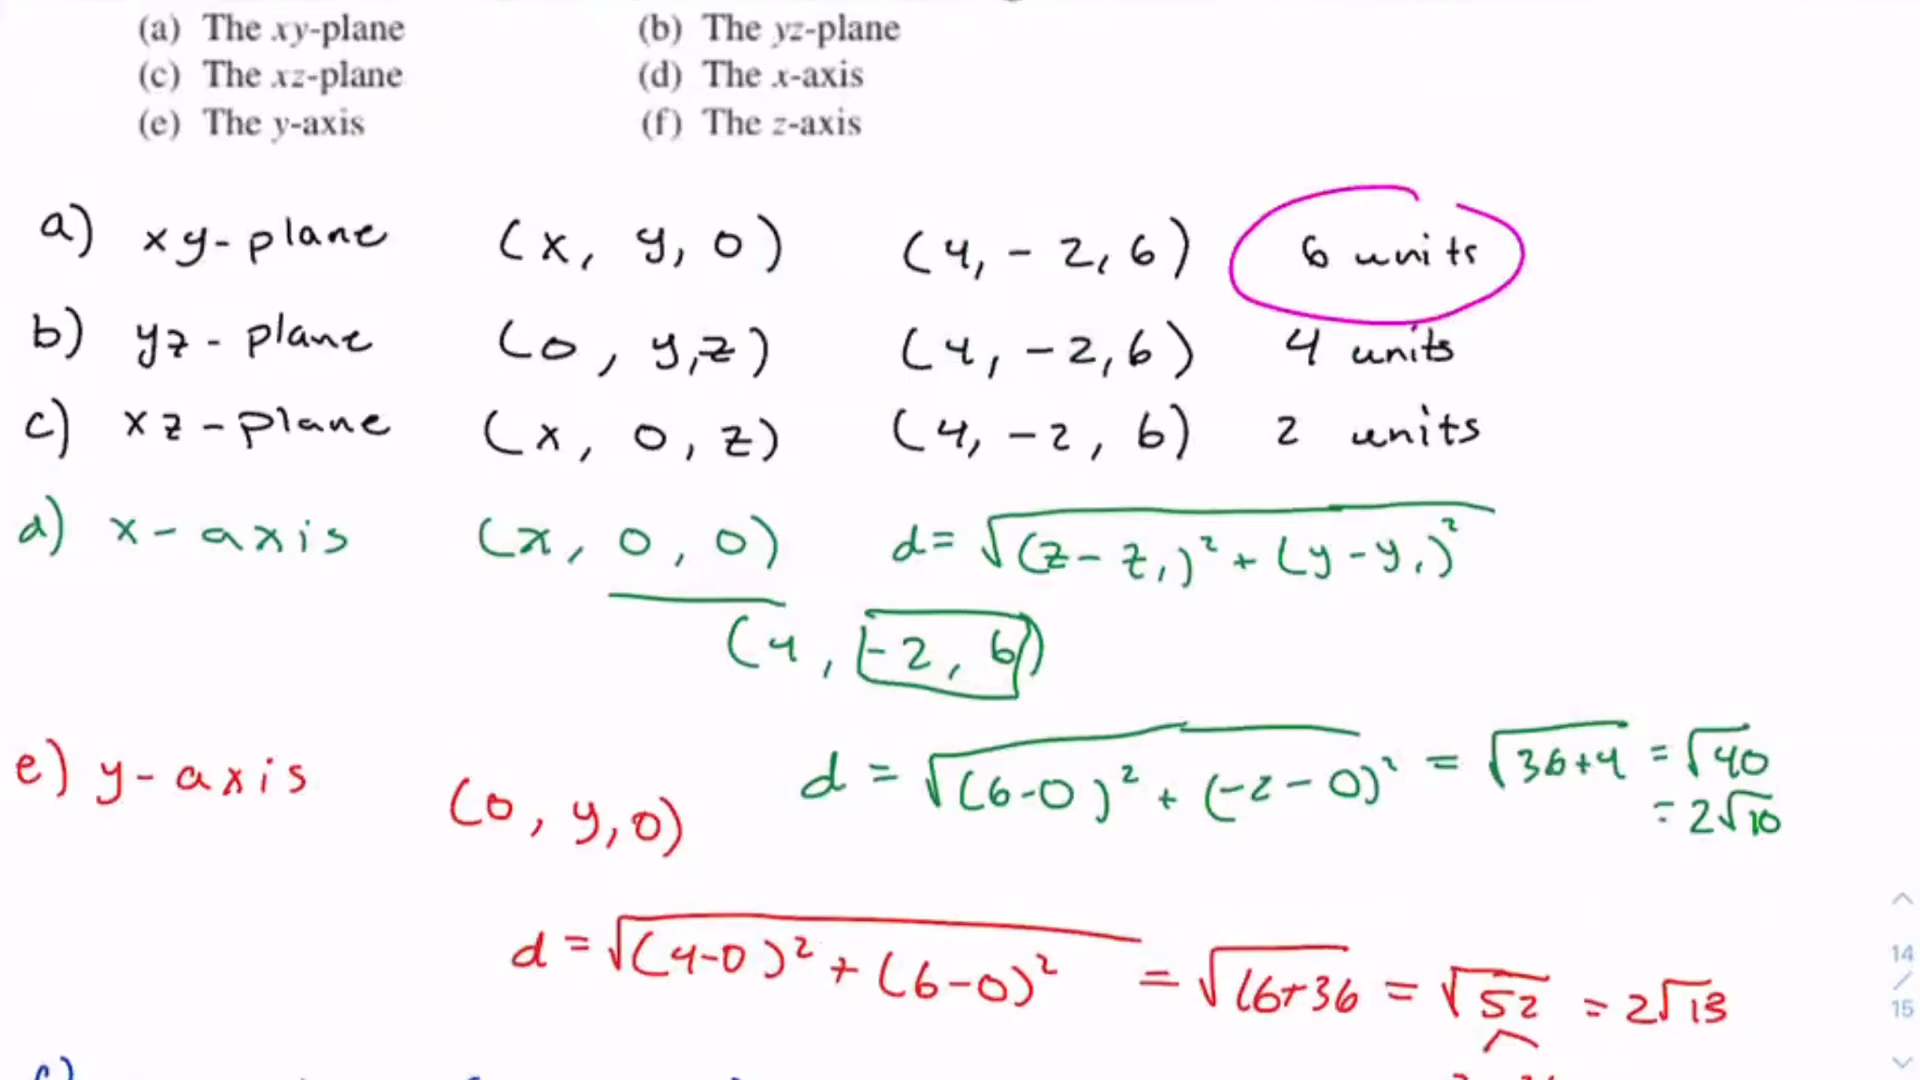 (a) The xy-plane (b) The yz-plane
(c) The xz-plane (d) The x-axis
(e) The y-axis (f) The z-axis
a) xy-plane (x, y, 0) (4, -2, 6) 6 units
b) yz-plane (0, y, z) (4, -2, 6) 4 units
c) xz-plane (x, 0, z) (4, -2, 6) 2 units
d) x-axis (x, 0, 0) d = √((z - z₁)² + (y - y₁)²)
(4, -2, 6)
d = √((6-0)² + (-2-0)²) = √(36+4) = √40
= 2√10
e) y-axis (0, y, 0)
d = √((4-0)² + (6-0)²) = √(16+36) = √52 = 2√13
14
/
15